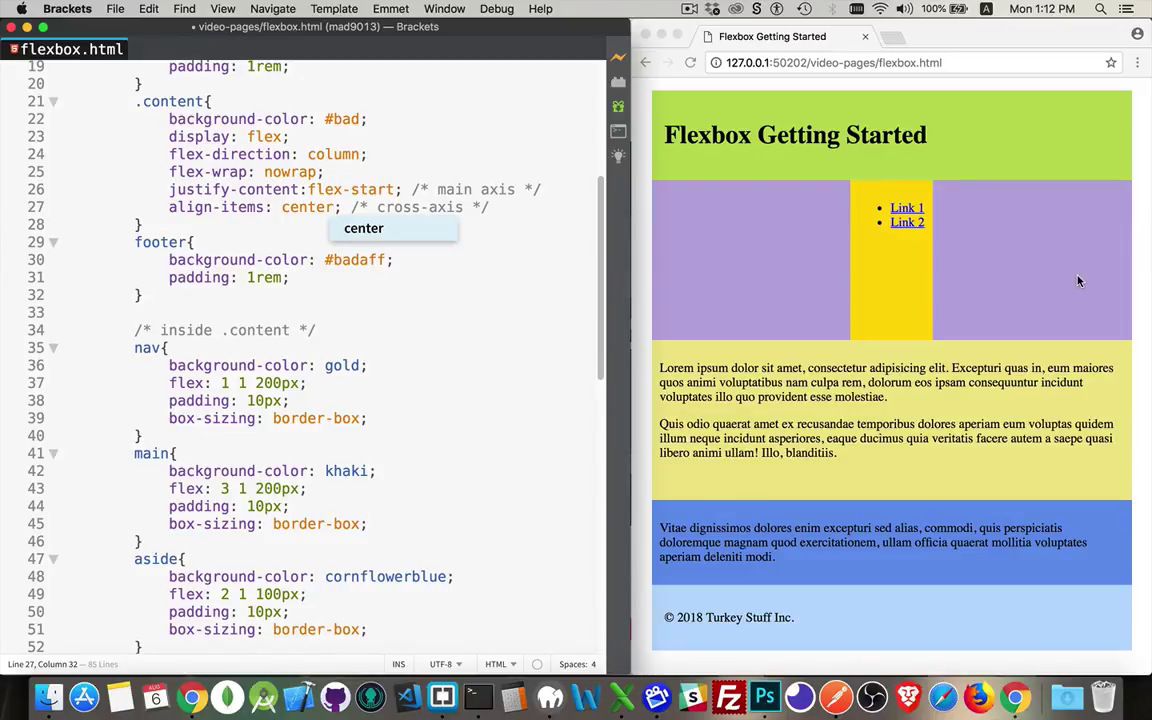 Brackets File Edit Find View Navigate Template Emmet Window Debug Help 100% A Mon 1:12 PM
• video-pages/flexbox.html (mad9013) — Brackets
flexbox.html
19 padding: 1rem;
20 }
21 .content{
22 background-color: #bad;
23 display: flex;
24 flex-direction: column;
25 flex-wrap: nowrap;
26 justify-content:flex-start; /* main axis */
27 align-items: center; /* cross-axis */
center
28 }
29 footer{
30 background-color: #badaff;
31 padding: 1rem;
32 }
33
34 /* inside .content */
35 nav{
36 background-color: gold;
37 flex: 1 1 200px;
38 padding: 10px;
39 box-sizing: border-box;
40 }
41 main{
42 background-color: khaki;
43 flex: 3 1 200px;
44 padding: 10px;
45 box-sizing: border-box;
46 }
47 aside{
48 background-color: cornflowerblue;
49 flex: 2 1 100px;
50 padding: 10px;
51 box-sizing: border-box;
52 }
Line 27, Column 32 — 85 Lines INS UTF-8 HTML Spaces: 4
Flexbox Getting Started
127.0.0.1:50202/video-pages/flexbox.html
Flexbox Getting Started
Link 1
Link 2
Lorem ipsum dolor sit amet, consectetur adipisicing elit. Excepturi quas in, eum maiores
quos animi voluptatibus nam culpa rem, dolorum eos ipsam consequuntur incidunt
voluptates illo quo provident esse molestiae.
Quis odio quaerat amet ex recusandae temporibus dolores aperiam eum voluptas quidem
illum neque incidunt asperiores, eaque ducimus quia veritatis facere autem a saepe quasi
libero animi ullam! Illo, blanditiis.
Vitae dignissimos dolores enim excepturi sed alias, commodi, quis perspiciatis
doloremque magnam quod exercitationem, ullam officia quaerat mollitia voluptates
aperiam deleniti modi.
© 2018 Turkey Stuff Inc.
AUG
6